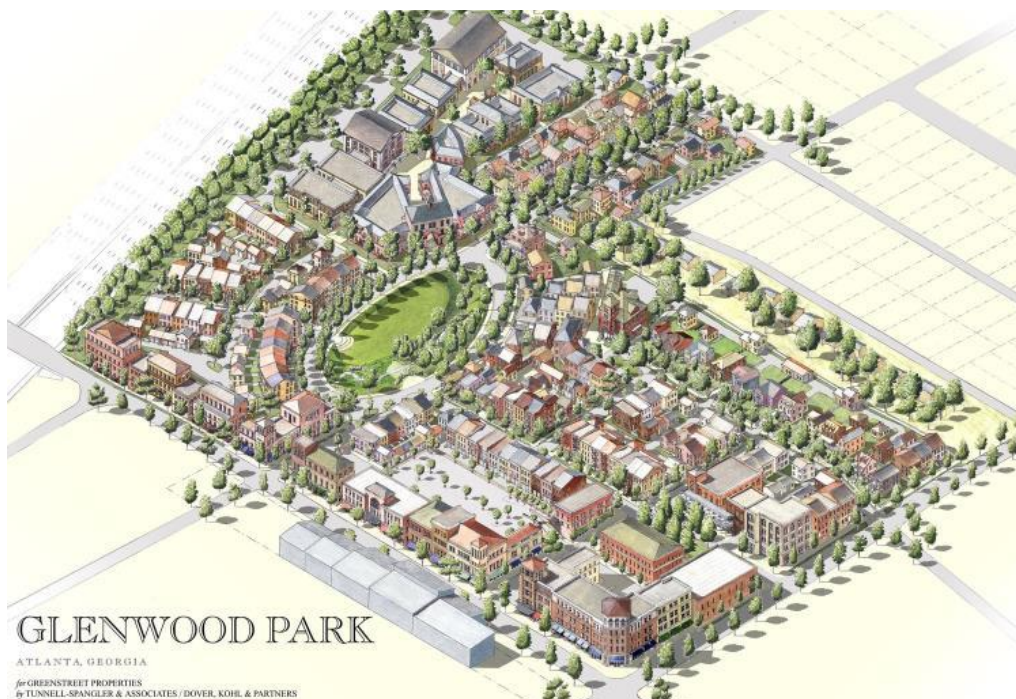 GLENWOOD PARK
ATLANTA, GEORGIA
for GREENSTREET PROPERTIES
by TUNNELL-SPANGLER & ASSOCIATES / DOVER, KOHL & PARTNERS